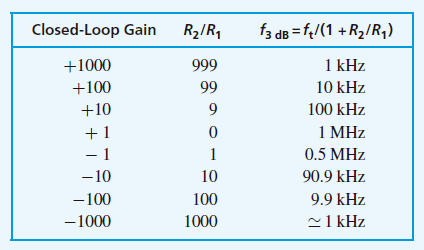 Closed-Loop Gain R₂/R₁ f₃ dB = fₜ/(1 + R₂/R₁)
+1000 999 1 kHz
+100 99 10 kHz
+10 9 100 kHz
+1 0 1 MHz
−1 1 0.5 MHz
−10 10 90.9 kHz
−100 100 9.9 kHz
−1000 1000 ≃1 kHz